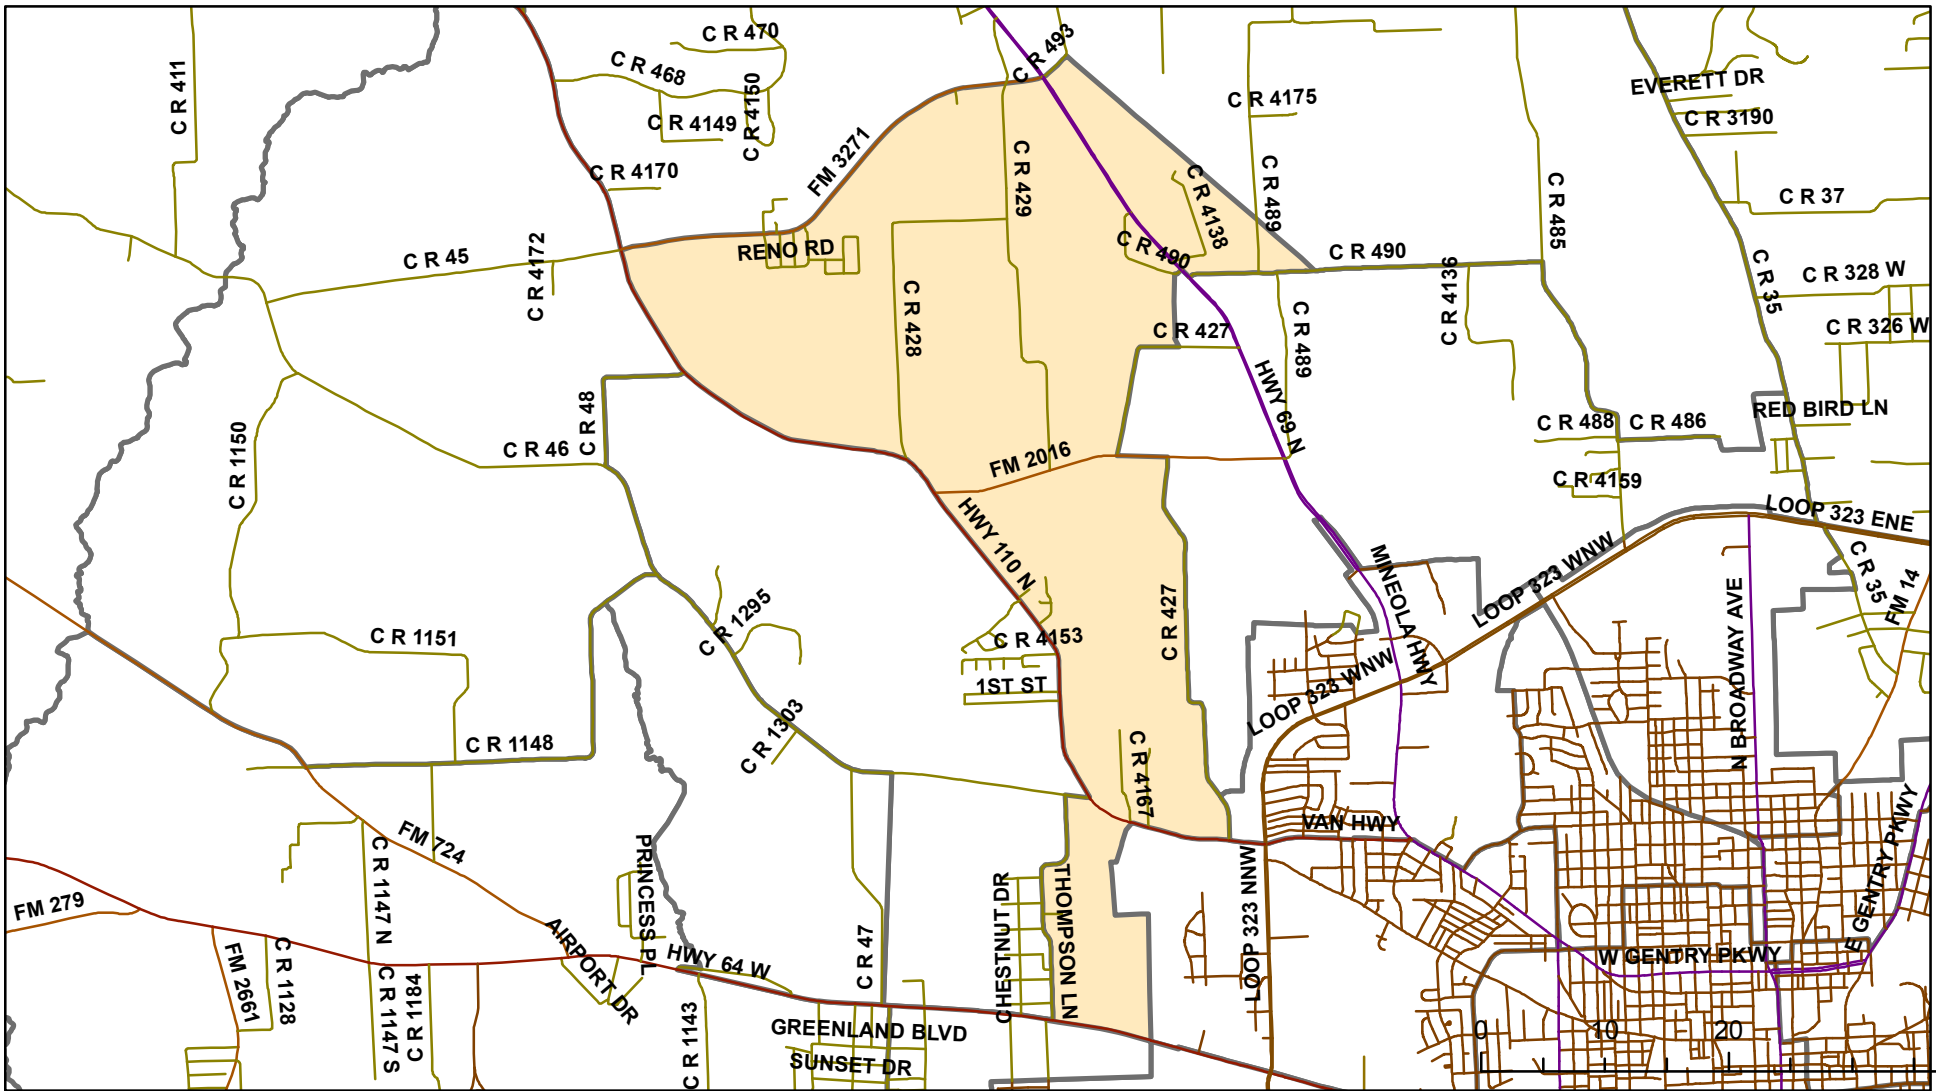 C R 470
C R 493
C R 411
C R 468
C R 4150
EVERETT DR
C R 4175
C R 4149
C R 3190
FM 3271
C R 4170
C R 429
C R 4138
C R 489
C R 485
C R 37
RENO RD
C R 45
C R 4172
C R 490
C R 490
C R 4136
C R 35
C R 328 W
C R 428
C R 427
C R 489
C R 326 W
HWY 69 N
C R 48
RED BIRD LN
C R 488
C R 486
C R 1150
C R 46
FM 2016
C R 4159
HWY 110 N
LOOP 323 ENE
MINEOLA HWY
LOOP 323 WNW
C R 35
FM 14
N BROADWAY AVE
C R 1295
C R 427
C R 1151
C R 4153
1ST ST
LOOP 323 WNW
C R 1303
C R 1148
C R 4167
VAN HWY
E GENTRY PKWY
FM 724
C R 1147 N
PRINCESS PL
CHESTNUT DR
THOMPSON LN
LOOP 323 NNW
FM 279
AIRPORT DR
HWY 64 W
C R 47
W GENTRY PKWY
FM 2661
C R 1128
C R 1147 S
C R 1184
C R 1143
GREENLAND BLVD
SUNSET DR
0 10 20